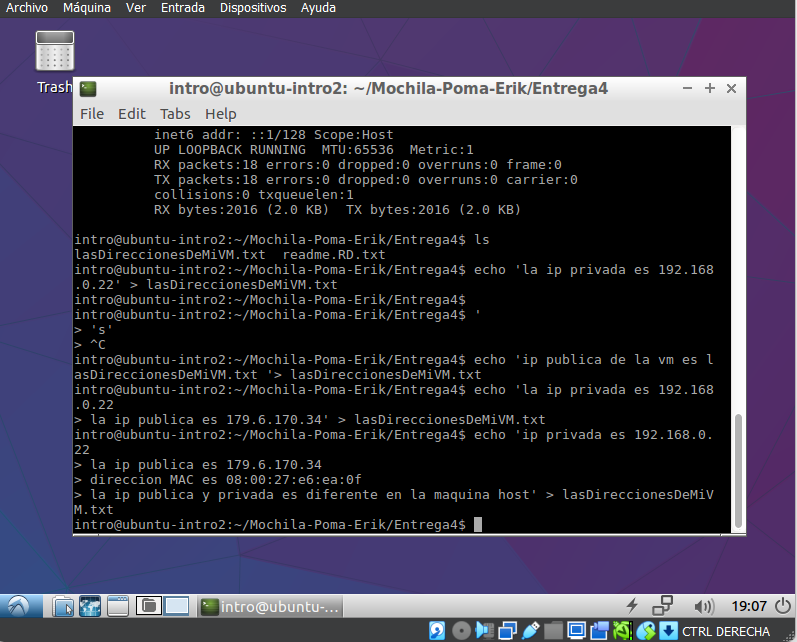 Archivo Máquina Ver Entrada Dispositivos Ayuda
Trash
intro@ubuntu-intro2: ~/Mochila-Poma-Erik/Entrega4
File Edit Tabs Help
inet6 addr: ::1/128 Scope:Host
UP LOOPBACK RUNNING  MTU:65536  Metric:1
RX packets:18 errors:0 dropped:0 overruns:0 frame:0
TX packets:18 errors:0 dropped:0 overruns:0 carrier:0
collisions:0 txqueuelen:1
RX bytes:2016 (2.0 KB)  TX bytes:2016 (2.0 KB)
intro@ubuntu-intro2:~/Mochila-Poma-Erik/Entrega4$ ls
lasDireccionesDeMiVM.txt  readme.RD.txt
intro@ubuntu-intro2:~/Mochila-Poma-Erik/Entrega4$ echo 'la ip privada es 192.168
.0.22' > lasDireccionesDeMiVM.txt
intro@ubuntu-intro2:~/Mochila-Poma-Erik/Entrega4$
intro@ubuntu-intro2:~/Mochila-Poma-Erik/Entrega4$ '
> 's'
> ^C
intro@ubuntu-intro2:~/Mochila-Poma-Erik/Entrega4$ echo 'ip publica de la vm es l
asDireccionesDeMiVM.txt '> lasDireccionesDeMiVM.txt
intro@ubuntu-intro2:~/Mochila-Poma-Erik/Entrega4$ echo 'la ip privada es 192.168
.0.22
> la ip publica es 179.6.170.34' > lasDireccionesDeMiVM.txt
intro@ubuntu-intro2:~/Mochila-Poma-Erik/Entrega4$ echo 'ip privada es 192.168.0.
22
> la ip publica es 179.6.170.34
> direccion MAC es 08:00:27:e6:ea:0f
> la ip publica y privada es diferente en la maquina host' > lasDireccionesDeMiV
M.txt
intro@ubuntu-intro2:~/Mochila-Poma-Erik/Entrega4$
intro@ubuntu-...
19:07
CTRL DERECHA